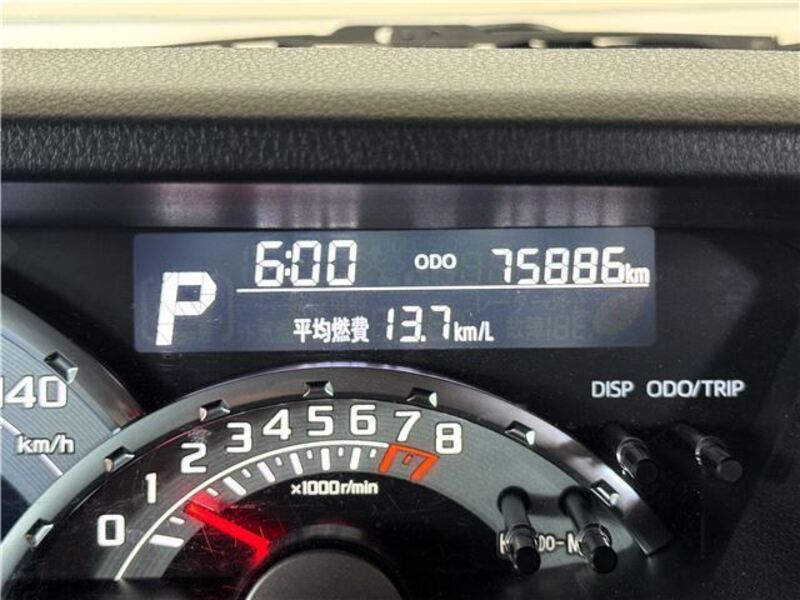 P
6:00 ODO 75886km
平均燃費 13.7km/L
DISP ODO/TRIP
140
km/h
0 1 2 3 4 5 6 7 8
×1000r/min